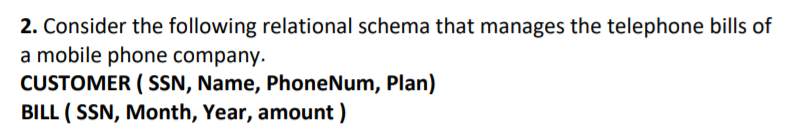 2. Consider the following relational schema that manages the telephone bills of
a mobile phone company.
CUSTOMER ( SSN, Name, PhoneNum, Plan)
BILL ( SSN, Month, Year, amount )